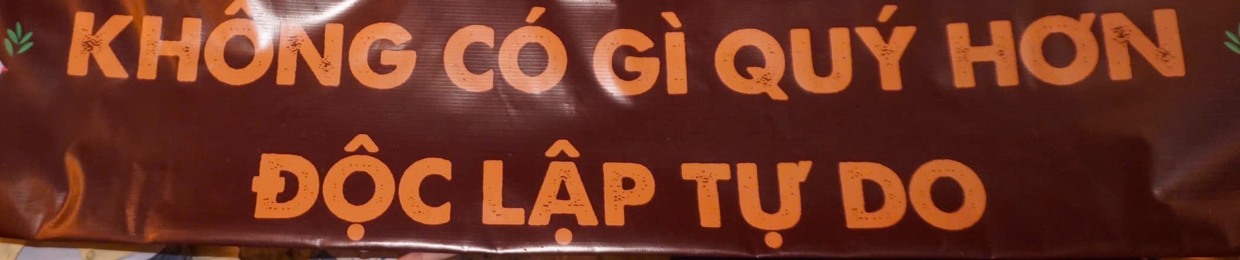 KHÔNG CÓ GÌ QUÝ HƠN
ĐỘC LẬP TỰ DO